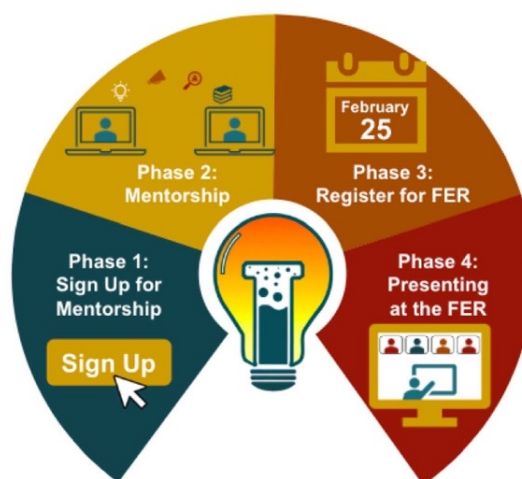 Phase 1:
Sign Up for
Mentorship
Sign Up
Phase 2:
Mentorship
February
25
Phase 3:
Register for FER
Phase 4:
Presenting
at the FER